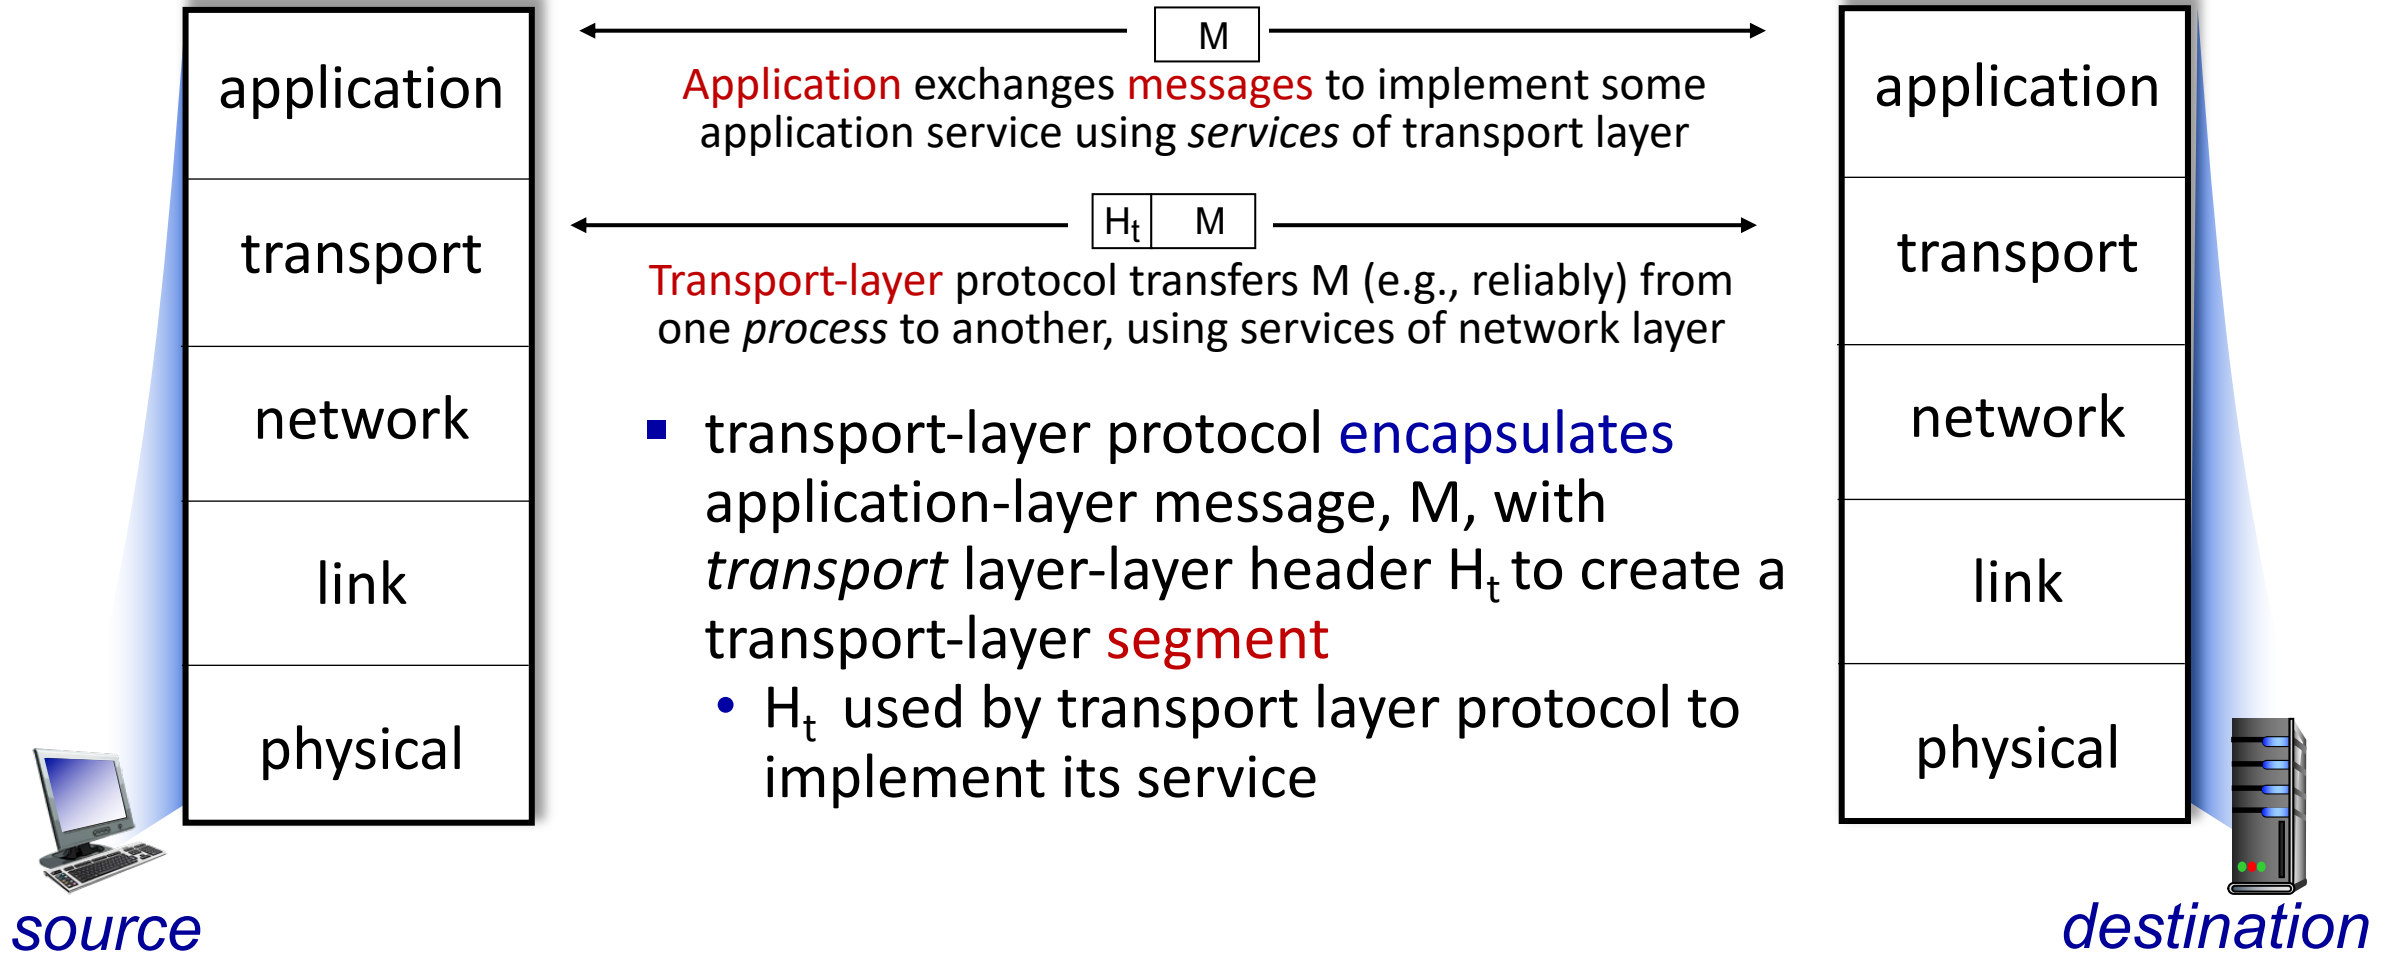 application
transport
network
link
physical
source
M
Application exchanges messages to implement some
application service using services of transport layer
Ht M
Transport-layer protocol transfers M (e.g., reliably) from
one process to another, using services of network layer
▪ transport-layer protocol encapsulates
application-layer message, M, with
transport layer-layer header Ht to create a
transport-layer segment
• Ht used by transport layer protocol to
implement its service
application
transport
network
link
physical
destination